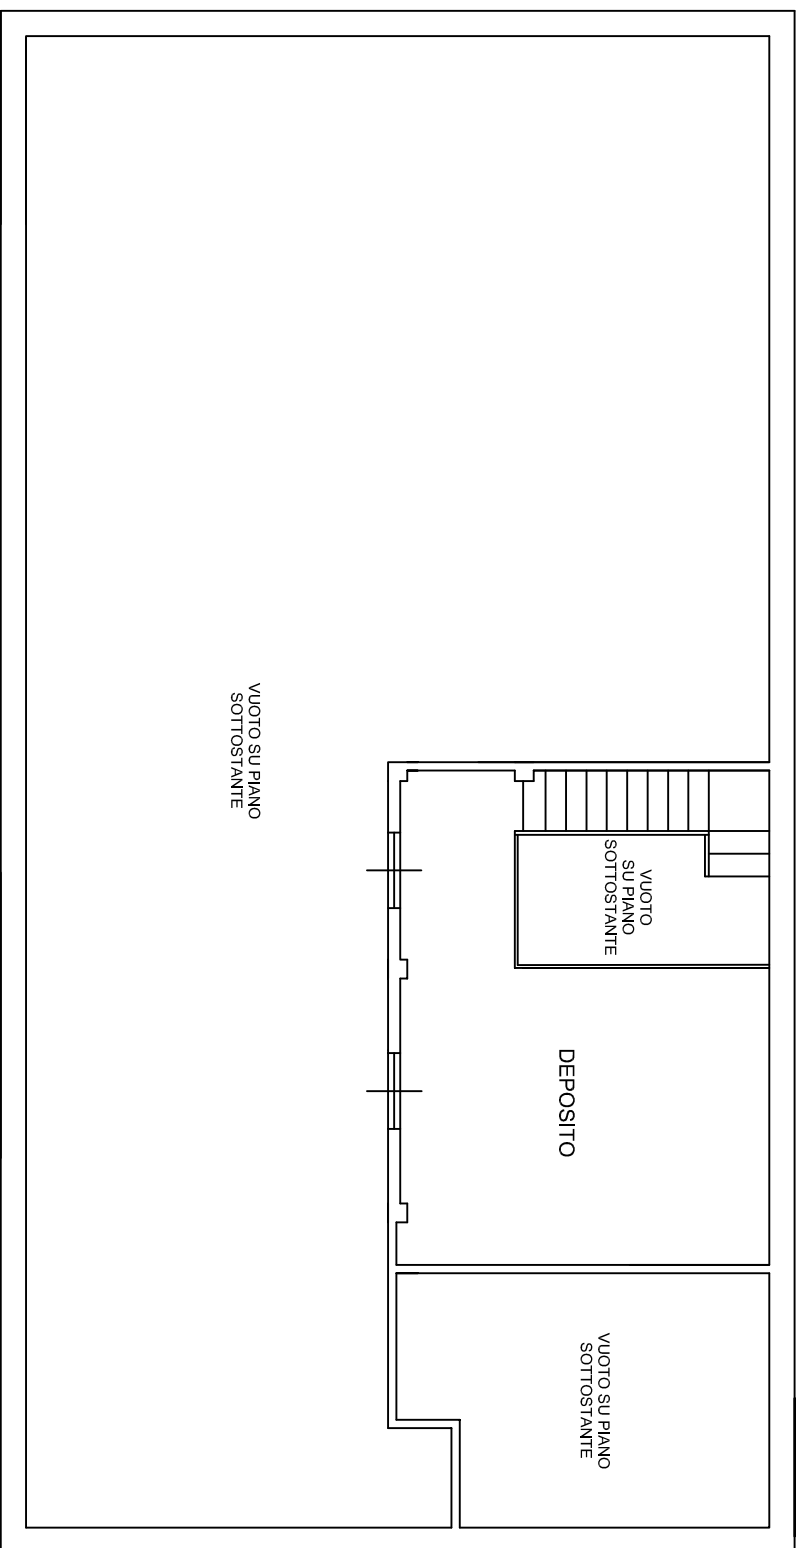 VUOTO SU PIANO
SOTTOSTANTE
VUOTO
SU PIANO
SOTTOSTANTE
DEPOSITO
VUOTO SU PIANO
SOTTOSTANTE